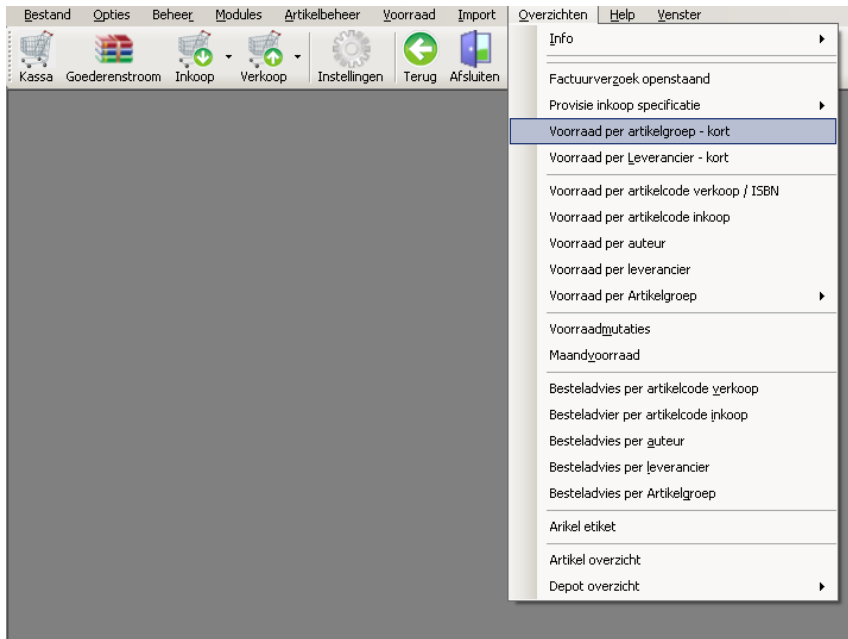 Bestand Opties Beheer Modules Artikelbeheer Voorraad Import Overzichten Help Venster
Kassa Goederenstroom Inkoop Verkoop Instellingen Terug Afsluiten
Info
Factuurverzoek openstaand
Provisie inkoop specificatie
Voorraad per artikelgroep - kort
Voorraad per Leverancier - kort
Voorraad per artikelcode verkoop / ISBN
Voorraad per artikelcode inkoop
Voorraad per auteur
Voorraad per leverancier
Voorraad per Artikelgroep
Voorraadmutaties
Maandvoorraad
Besteladvies per artikelcode verkoop
Besteladvier per artikelcode inkoop
Besteladvies per auteur
Besteladvies per leverancier
Besteladvies per Artikelgroep
Arikel etiket
Artikel overzicht
Depot overzicht